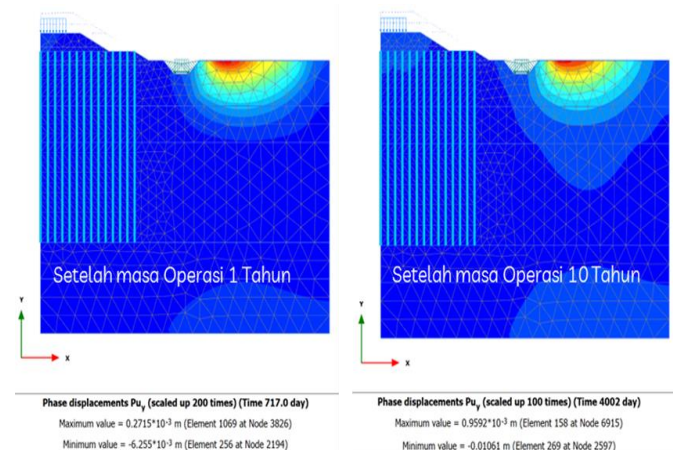 Setelah masa Operasi 1 Tahun
Y
X
Phase displacements Puy (scaled up 200 times) (Time 717.0 day)
Maximum value = 0.2715*10-3 m (Element 1069 at Node 3826)
Minimum value = -6.255*10-3 m (Element 256 at Node 2194)
Setelah masa Operasi 10 Tahun
Y
X
Phase displacements Puy (scaled up 100 times) (Time 4002 day)
Maximum value = 0.9592*10-3 m (Element 158 at Node 6915)
Minimum value = -0.01061 m (Element 269 at Node 2597)